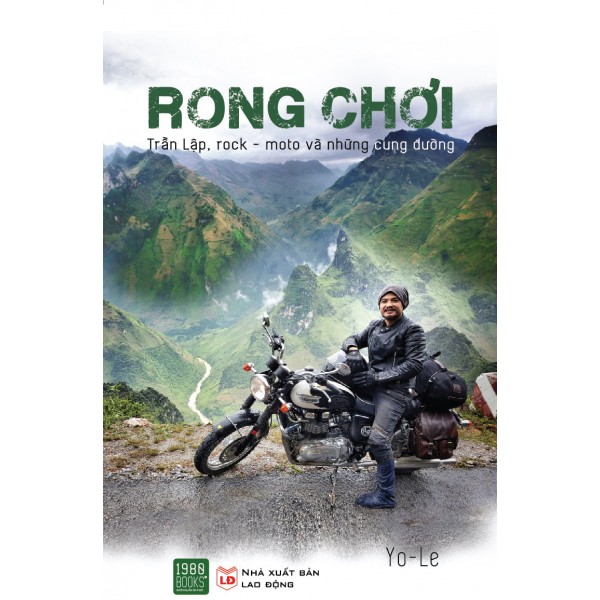 RONG CHƠI
Trần Lập, rock - moto và những cung đường
Yo-Le
1980
BOOKS
NHÀ XUẤT BẢN
LĐ
LAO ĐỘNG